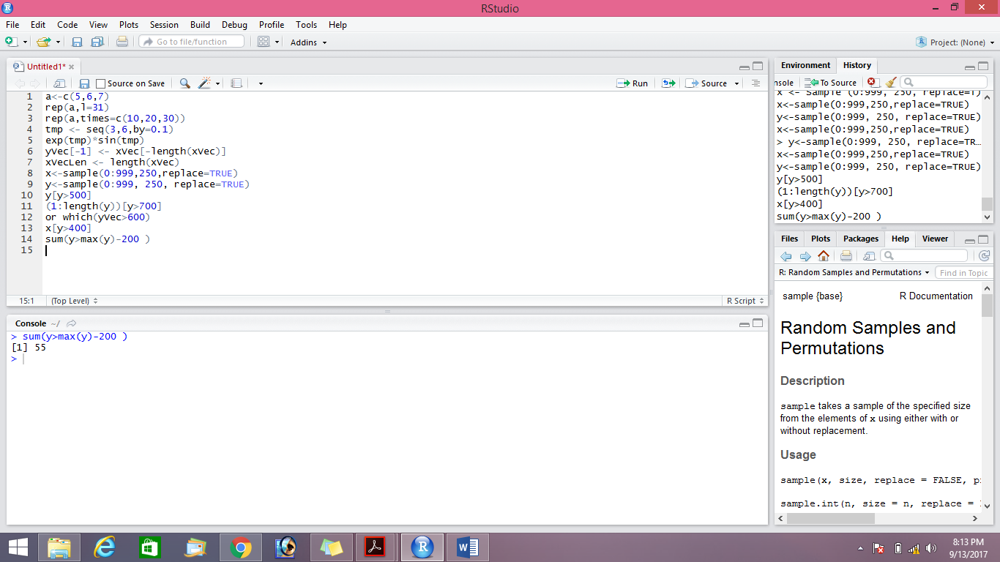 RStudio
File Edit Code View Plots Session Build Debug Profile Tools Help
Go to file/function Addins Project: (None)
Untitled1*
Source on Save Run Source
1 a<-c(5,6,7)
2 rep(a,l=31)
3 rep(a,times=c(10,20,30))
4 tmp <- seq(3,6,by=0.1)
5 exp(tmp)*sin(tmp)
6 yVec[-1] <- xVec[-length(xVec)]
7 xVecLen <- length(xVec)
8 x<-sample(0:999,250,replace=TRUE)
9 y<-sample(0:999, 250, replace=TRUE)
10 y[y>500]
11 (1:length(y))[y>700]
12 or which(yVec>600)
13 x[y>400]
14 sum(y>max(y)-200 )
15
15:1 (Top Level) R Script
Console ~/
> sum(y>max(y)-200 )
[1] 55
>
Environment History
nsole To Source
x <- Sample (0:999, 250, replace=T)
x<-sample(0:999,250,replace=TRUE)
y<-sample(0:999, 250, replace=TRUE)
x<-sample(0:999,250,replace=TRUE)
> y<-sample(0:999, 250, replace=TR…
x<-sample(0:999,250,replace=TRUE)
y<-sample(0:999, 250, replace=TRUE)
y[y>500]
(1:length(y))[y>700]
x[y>400]
sum(y>max(y)-200 )
Files Plots Packages Help Viewer
R: Random Samples and Permutations Find in Topic
sample {base} R Documentation
Random Samples and
Permutations
Description
sample takes a sample of the specified size
from the elements of x using either with or
without replacement.
Usage
sample(x, size, replace = FALSE, p
sample.int(n, size = n, replace =
8:13 PM
9/13/2017